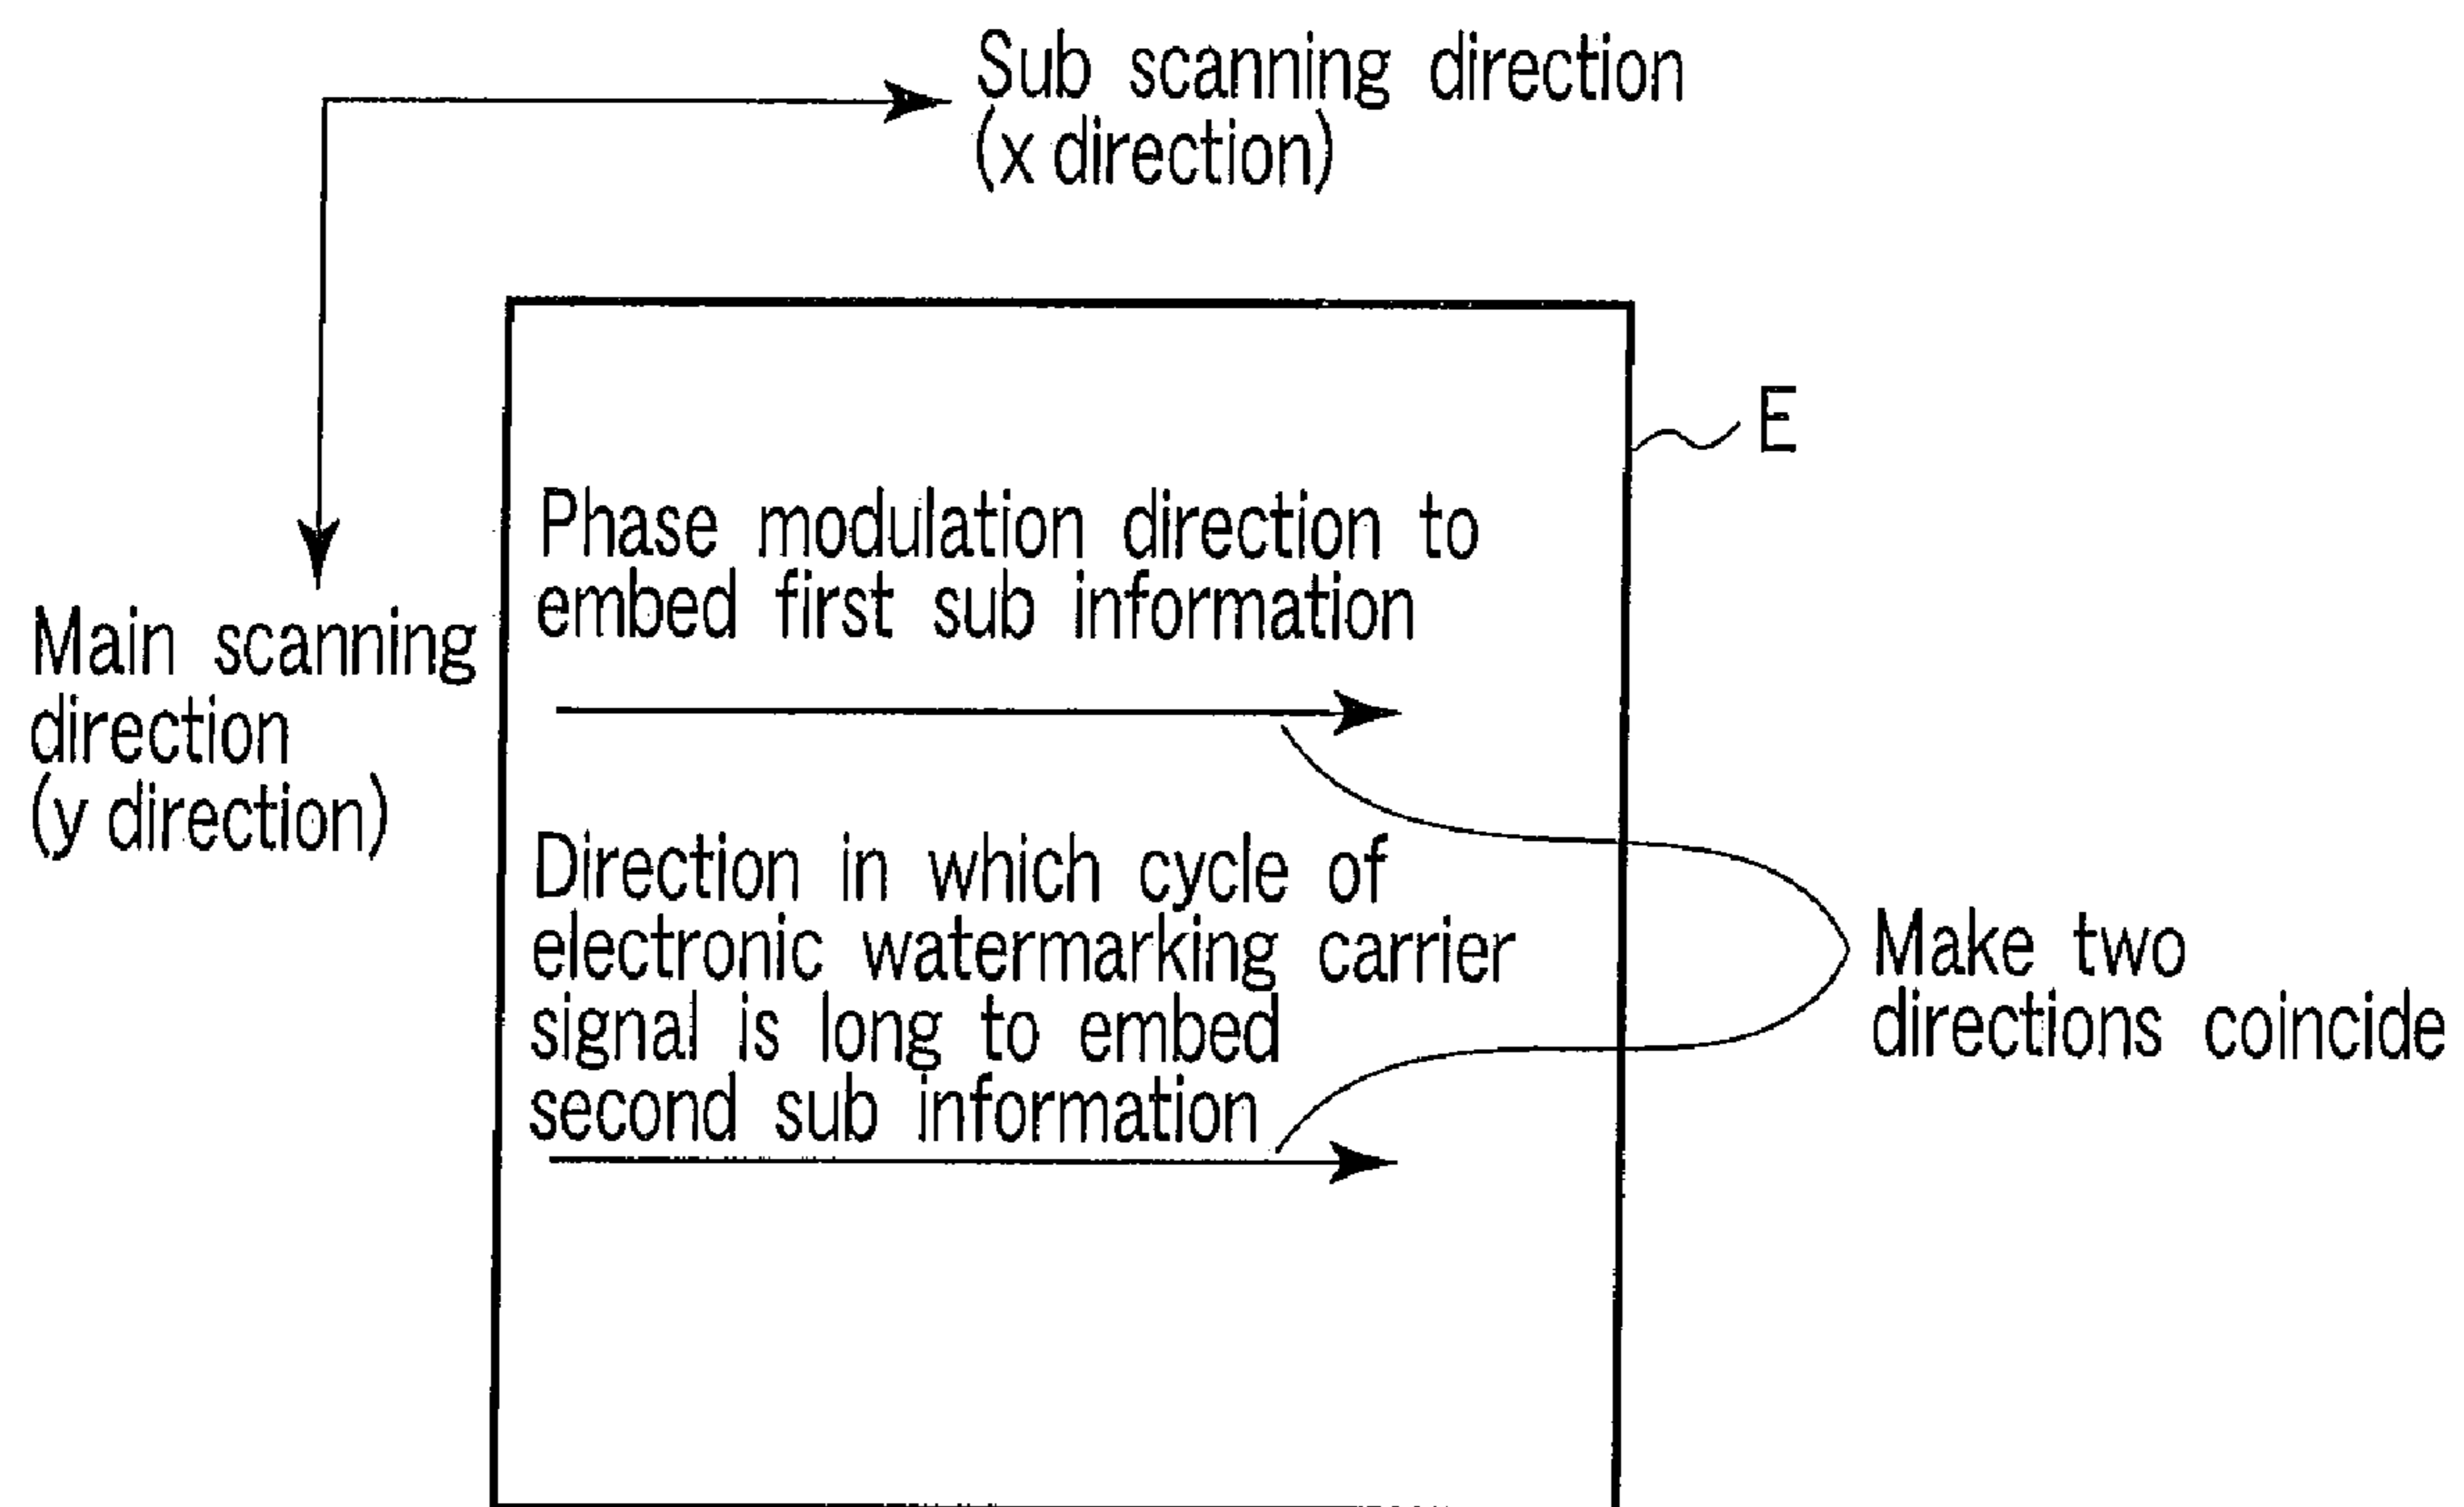 Sub scanning direction
(x direction)
E
Phase modulation direction to
embed first sub information
Main scanning
direction
(y direction)
Direction in which cycle of
electronic watermarking carrier
signal is long to embed
second sub information
Make two
directions coincide